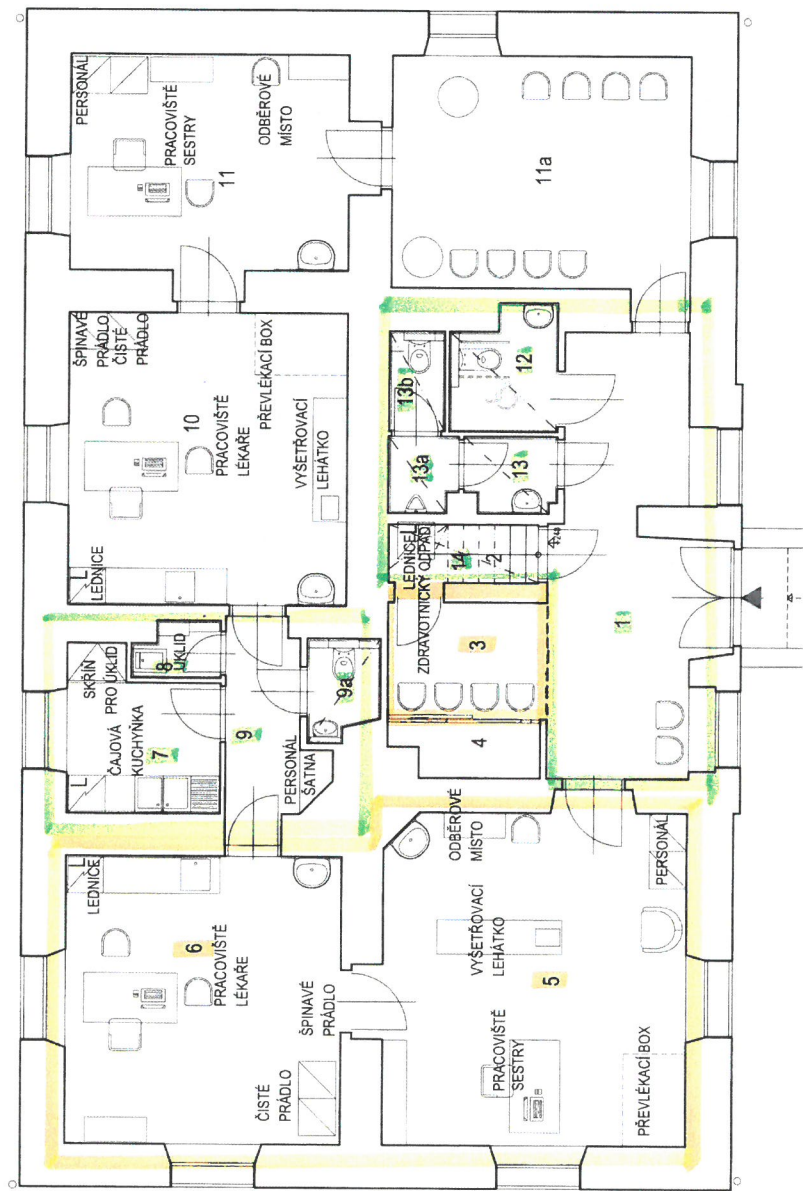 PERŠONÁL
PRACOVIŠTĚ
SESTRY
11
ODBĚROVÉ
MÍSTO
11a
ŠPINAVÉ
PRÁDLO
ČISTÉ
PRÁDLO
10
PRACOVIŠTĚ
LÉKAŘE
PŘEVLÉKACÍ BOX
VYŠETŘOVACÍ
LEHÁTKO
L
LEDNICE
13b
12
13a
13
LEDNICE
L
ZDRAVOTNICKÝ ODPAD
14
2
3
4
1
SKŘÍŇ
PRO ÚKLID
8
ÚKLID
L
ČAJOVÁ
KUCHYŇKA
7
9
9a
PERSONÁL
ŠATNA
L
LEDNICE
6
PRACOVIŠTĚ
LÉKAŘE
ŠPINAVÉ
PRÁDLO
ČISTÉ
PRÁDLO
ODBĚROVÉ
MÍSTO
VYŠETŘOVACÍ
LEHÁTKO
PERSONÁL
5
PRACOVIŠTĚ
SESTRY
PŘEVLÉKACÍ BOX